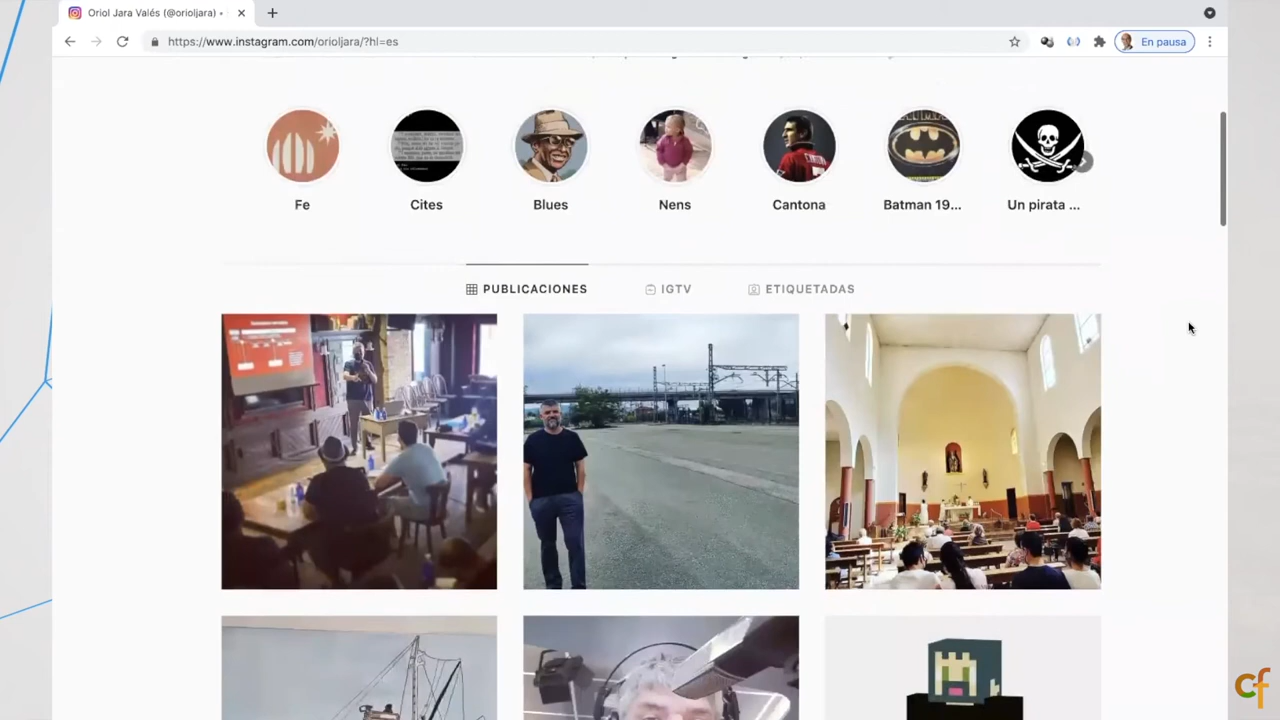 Oriol Jara Valés (@orioljara) •
https://www.instagram.com/orioljara/?hl=es
En pausa
Fe
Cites
Blues
Nens
Cantona
Batman 19...
Un pirata ...
PUBLICACIONES
IGTV
ETIQUETADAS
cf